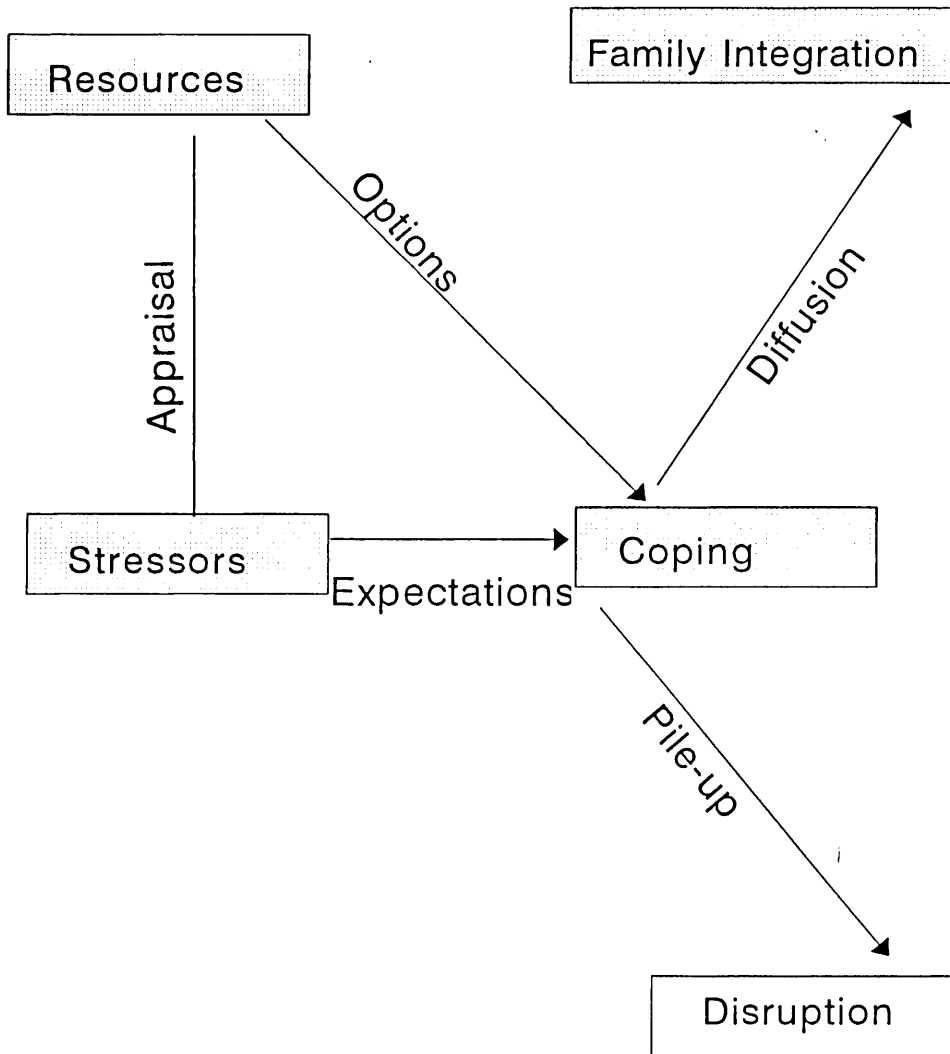 Resources
Family Integration
Options
Appraisal
Diffusion
Stressors
Expectations
Coping
Pile-up
Disruption